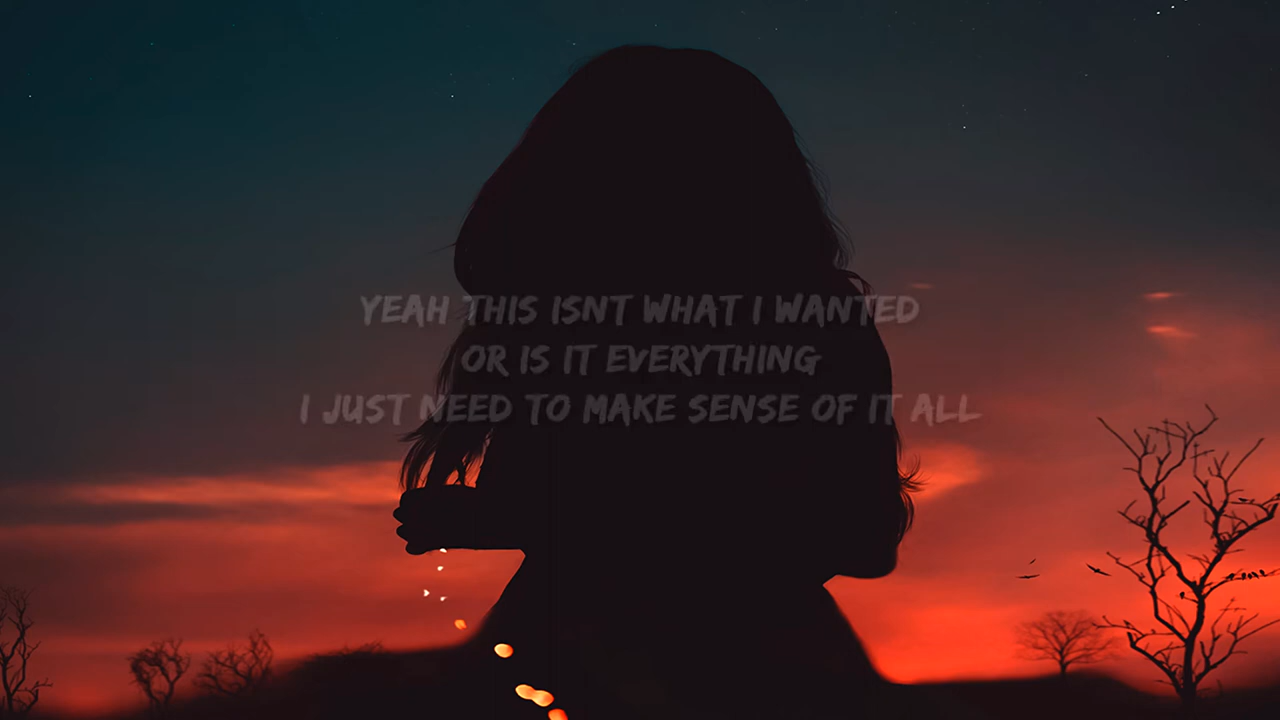 YEAH THIS ISNT WHAT I WANTED
OR IS IT EVERYTHING
I JUST NEED TO MAKE SENSE OF IT ALL